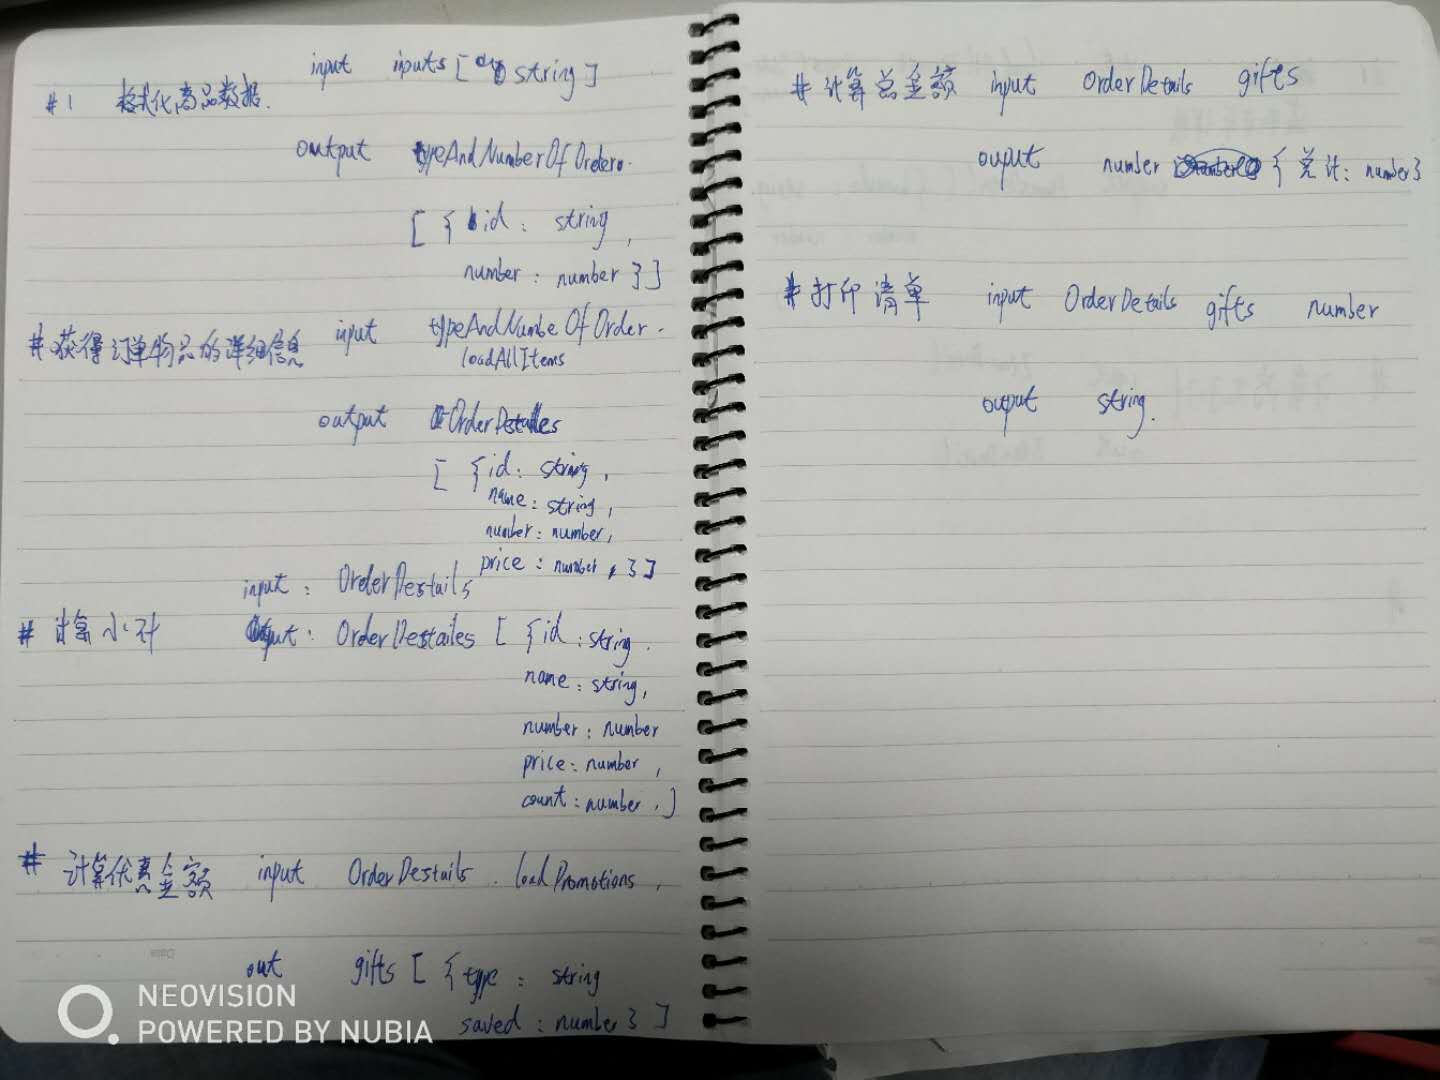 input inputs [ string ]
#1 格式化商品数据.
output typeAndNumberOfOrder.
[ { id : string ,
number : number } ]
input typeAndNumbeOfOrder.
#获得订单物品的详细信息
loadAllItems
output OrderDestailes
[ { id : string ,
name : string ,
number : number ,
price : number , } ]
input : OrderDestails
# 计算小计 Output : OrderDestailes [ { id : string .
name : string ,
number : number
price : number ,
count : number , ]
# 计算优惠金额 input OrderDestails . loadPromotions ,
out gifts [ { type : string
saved : number } ]
NEOVISION
POWERED BY NUBIA
# 计算总金额 input OrderDetails gifts
ouput number { 总计 : number }
# 打印清单 input OrderDetails gifts number
output string.